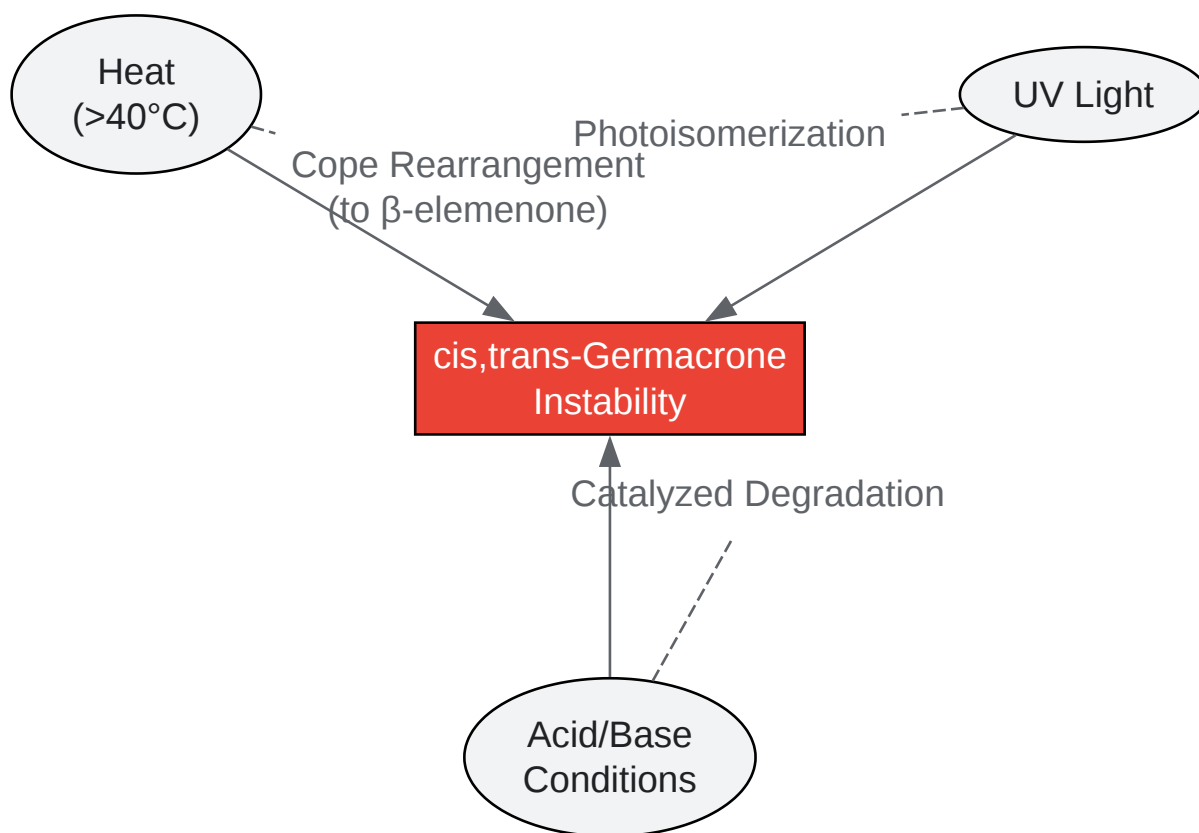 Heat
(>40°C)
UV Light
Photoisomerization
Cope Rearrangement
(to β-elemenone)
cis,trans-Germacrone
Instability
Catalyzed Degradation
Acid/Base
Conditions